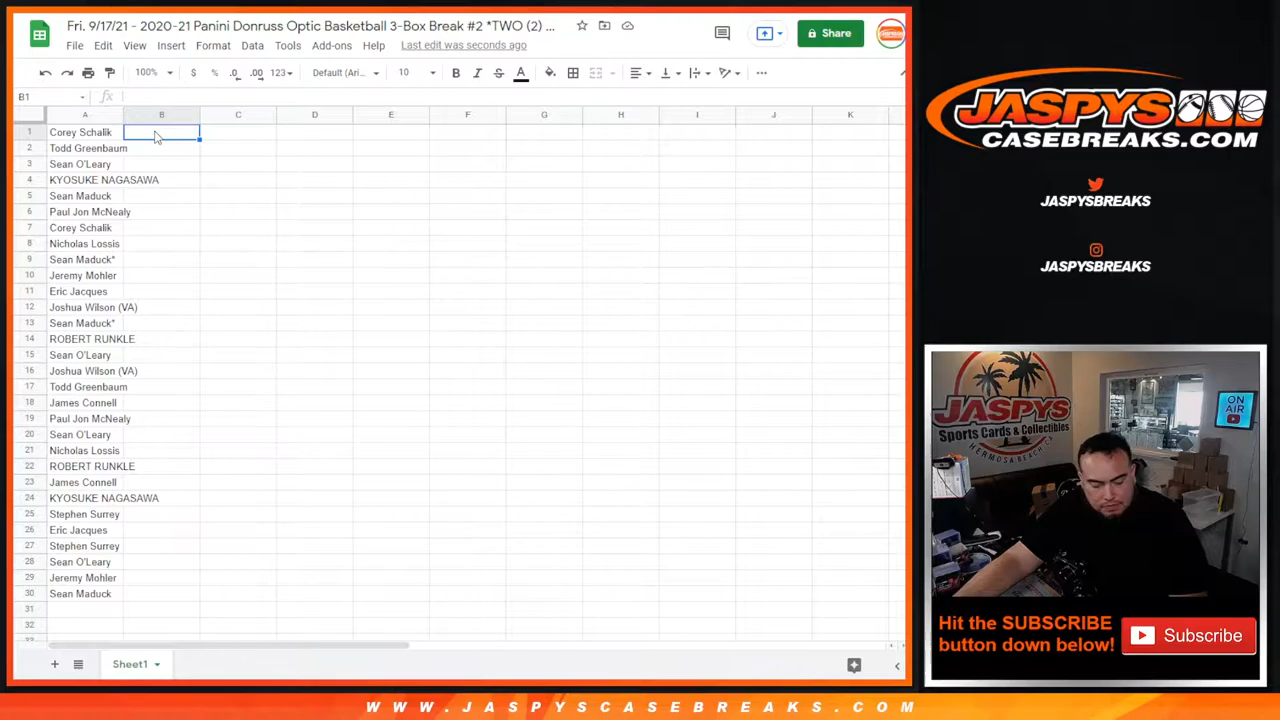 Fri. 9/17/21 - 2020-21 Panini Donruss Optic Basketball 3-Box Break #2 *TWO (2) ...
File Edit View Insert Format Data Tools Add-ons Help Last edit was seconds ago
Share
100% $ % .0 .00 123 Default (Ari... 10 B I S A
B1 fx
A B C D E F G H I J K
1 Corey Schalik
2 Todd Greenbaum
3 Sean O'Leary
4 KYOSUKE NAGASAWA
5 Sean Maduck
6 Paul Jon McNealy
7 Corey Schalik
8 Nicholas Lossis
9 Sean Maduck*
10 Jeremy Mohler
11 Eric Jacques
12 Joshua Wilson (VA)
13 Sean Maduck*
14 ROBERT RUNKLE
15 Sean O'Leary
16 Joshua Wilson (VA)
17 Todd Greenbaum
18 James Connell
19 Paul Jon McNealy
20 Sean O'Leary
21 Nicholas Lossis
22 ROBERT RUNKLE
23 James Connell
24 KYOSUKE NAGASAWA
25 Stephen Surrey
26 Eric Jacques
27 Stephen Surrey
28 Sean O'Leary
29 Jeremy Mohler
30 Sean Maduck
31
32
Sheet1
JASPYS
CASEBREAKS.COM
JASPYSBREAKS
JASPYSBREAKS
JASPYS
Sports Cards & Collectibles
HERMOSA BEACH, CA
ON
AIR
Hit the SUBSCRIBE
button down below!
Subscribe
WWW.JASPYSCASEBREAKS.COM